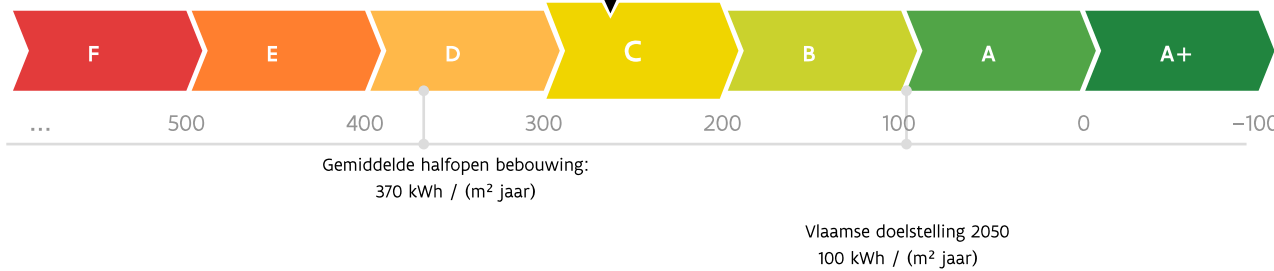 F E D C B A A+
... 500 400 300 200 100 0 −100
Gemiddelde halfopen bebouwing:
370 kWh / (m² jaar)
Vlaamse doelstelling 2050
100 kWh / (m² jaar)